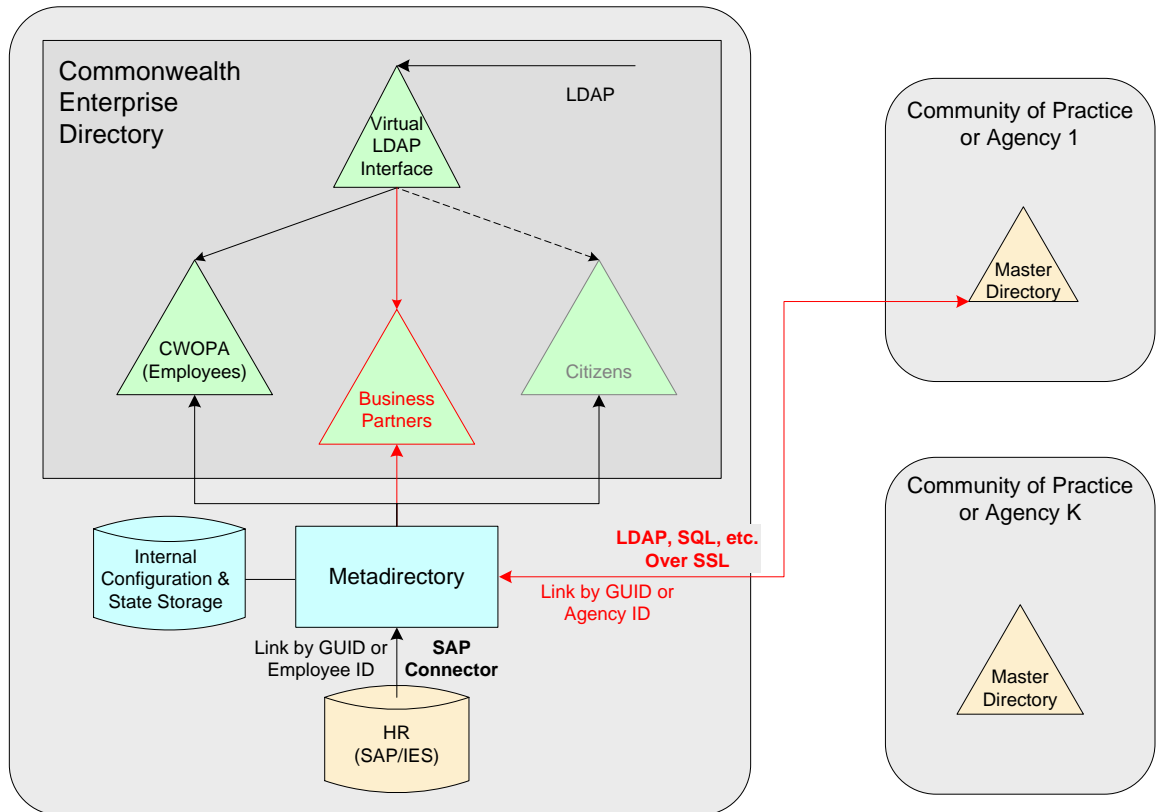 Commonwealth
Enterprise
Directory
LDAP
Virtual
LDAP
Interface
CWOPA
(Employees)
Business
Partners
Citizens
Internal
Configuration &
State Storage
Metadirectory
LDAP, SQL, etc.
Over SSL
Link by GUID or
Agency ID
Link by GUID or
Employee ID
SAP
Connector
HR
(SAP/IES)
Community of Practice
or Agency 1
Master
Directory
Community of Practice
or Agency K
Master
Directory